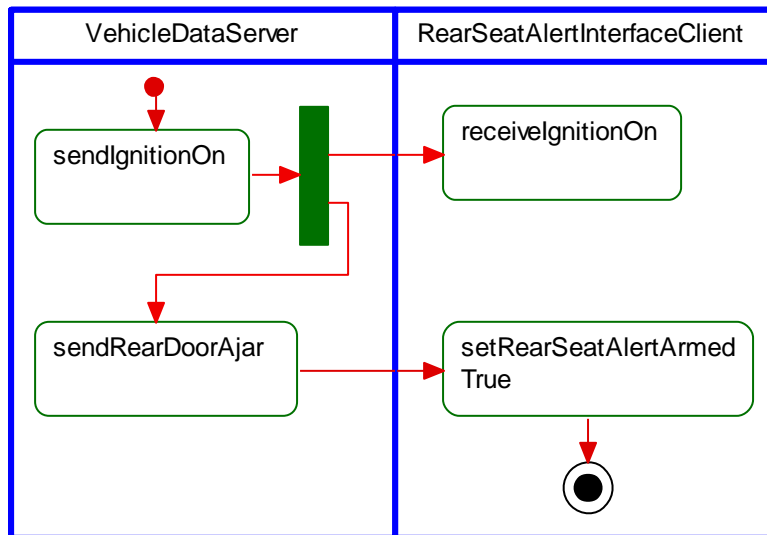 VehicleDataServer
RearSeatAlertInterfaceClient
sendIgnitionOn
receiveIgnitionOn
sendRearDoorAjar
setRearSeatAlertArmed
True